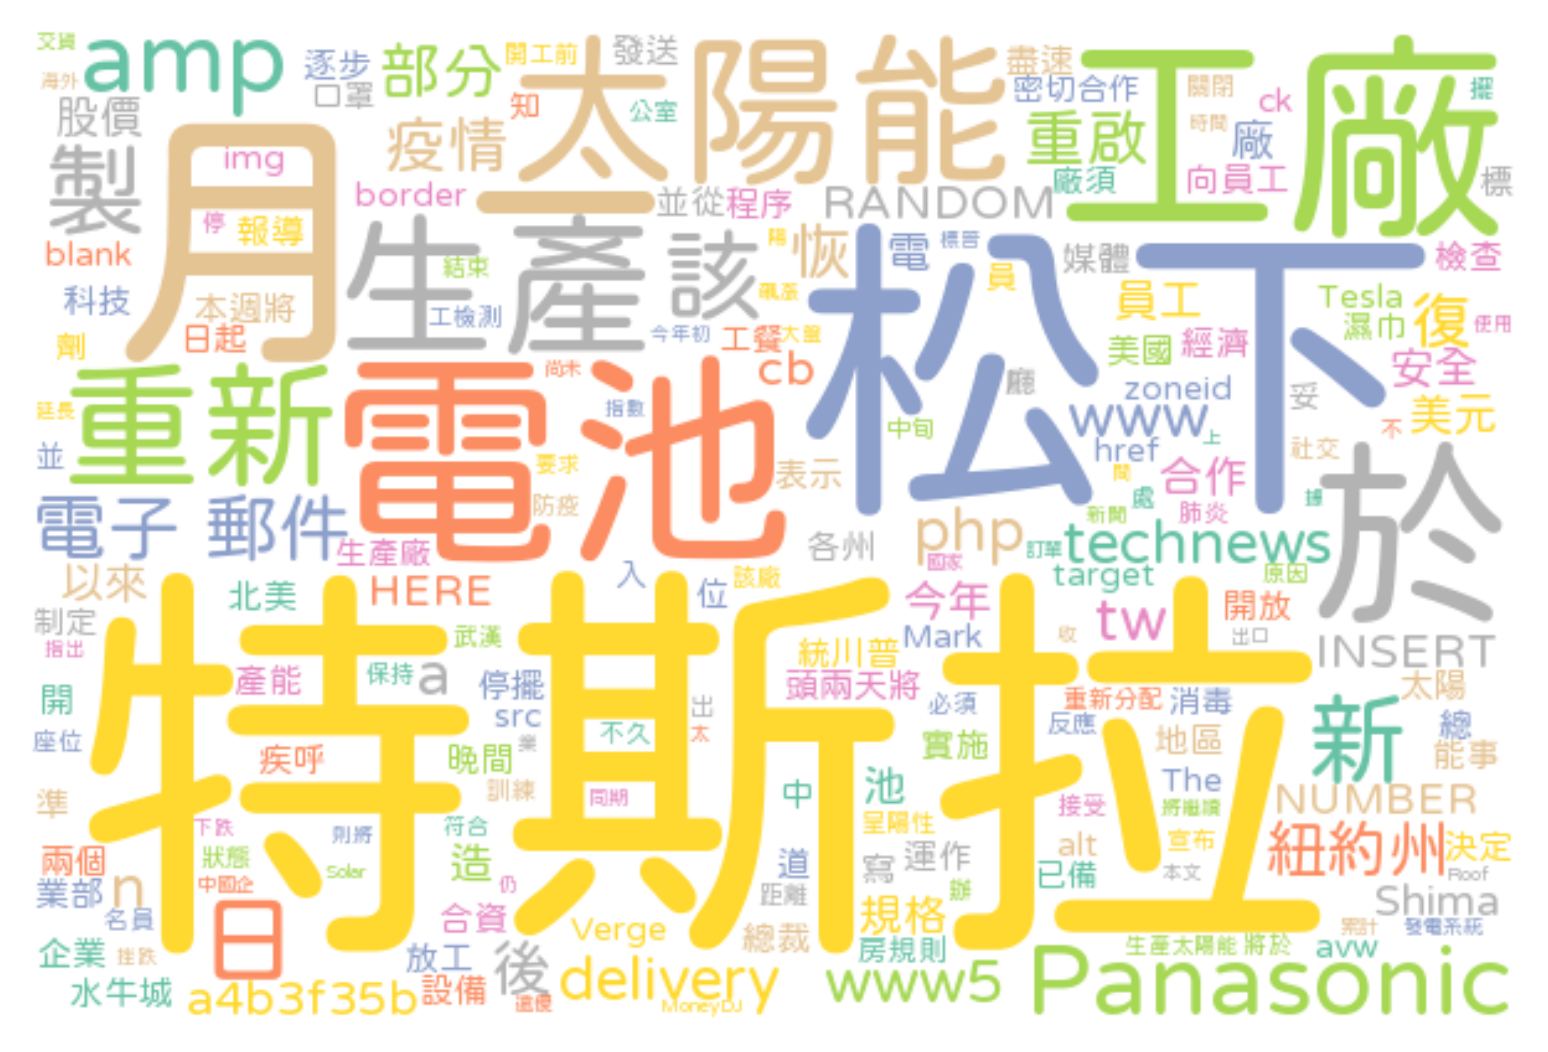 交貨
amp
逐步
部分
開工前
發送
太陽能
盡速
工廠
海外
口罩
知
公室
密切合作
關閉
ck
擺
股價
疫情
重啟
時間
廠
製
月
img
border
並從
程序
RANDOM
廠須
向員工
標
停
報導
blank
生產
該
陽
恢
電
標普
員
媒體
松下
檢查
結束
科技
本週將
工檢測
飆漲
員工
Tesla
復
濕巾
使用
日起
今年初
工餐
大盤
劑
美國
經濟
安全
重新
尚未
電池
cb
廳
zoneid
妥
美元
延長
指數
中旬
www
上
不
並
要求
表示
href
間
合作
社交
於
電子
郵件
防疫
處
據
新聞
肺炎
php
生產廠
各州
訂單
technews
以來
北美
HERE
入
位
該廠
國家
target
原因
特斯拉
今年
tw
開放
制定
指出
武漢
統川普
Mark
收
出口
INSERT
產能
保持
a
停擺
頭兩天將
重新分配
消毒
太陽
開
src
出
必須
反應
新
總
座位
疾呼
晚間
業
不久
太
實施
地區
能事
準
訓練
同期
中
池
The
接受
將繼續
NUMBER
下跌
則將
符合
呈陽性
alt
宣布
紐約州
決定
兩個
狀態
造
道
寫
運作
已備
本文
Roof
業部
n
中國企
Solar
仍
距離
辦
Shima
名員
日
合資
Verge
總裁
規格
累計
發電系統
企業
挫跌
放工
後
房規則
生產太陽能
將於
avw
水牛城
a4b3f35b
設備
遠優
delivery
MoneyDJ
www5
Panasonic